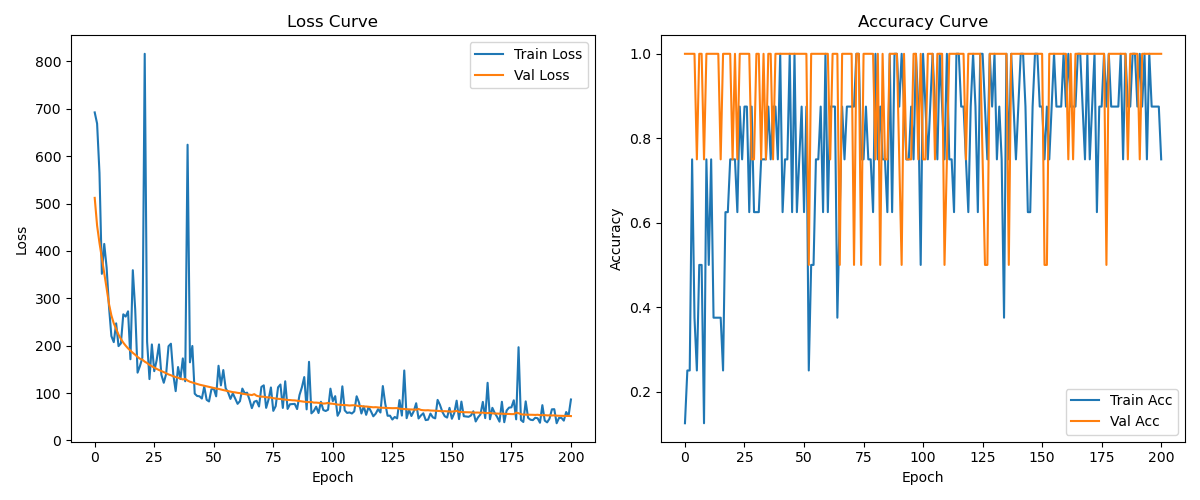 Loss Curve
Train Loss
Val Loss
800
700
600
500
400
300
200
100
0
Loss
0 25 50 75 100 125 150 175 200
Epoch
Accuracy Curve
1.0
0.8
0.6
0.4
0.2
Accuracy
Train Acc
Val Acc
0 25 50 75 100 125 150 175 200
Epoch